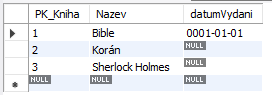 PK_Kniha Nazev datumVydani
1 Bible 0001-01-01
2 Korán NULL
3 Sherlock Holmes NULL
NULL NULL NULL